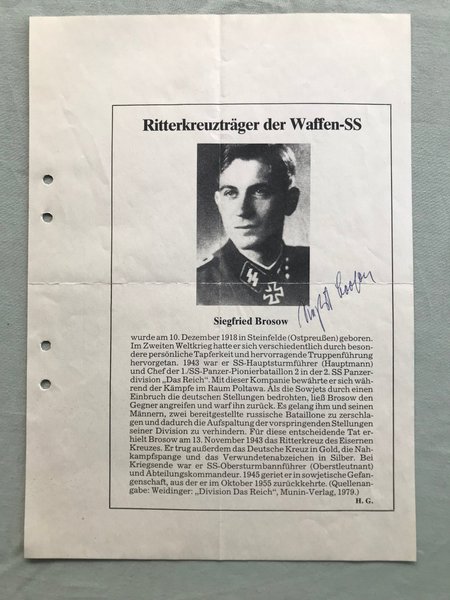 Ritterkreuzträger der Waffen-SS
Siegfried Brosow
wurde am 10. Dezember 1918 in Steinfelde (Ostpreußen) geboren.
Im Zweiten Weltkrieg hatte er sich verschiedentlich durch beson-
dere persönliche Tapferkeit und hervorragende Truppenführung
hervorgetan. 1943 war er SS-Hauptsturmführer (Hauptmann)
und Chef der 1./SS-Panzer-Pionierbataillon 2 in der 2. SS Panzer-
division „Das Reich". Mit dieser Kompanie bewährte er sich wäh-
rend der Kämpfe im Raum Poltawa. Als die Sowjets durch einen
Einbruch die deutschen Stellungen bedrohten, ließ Brosow den
Gegner angreifen und warf ihn zurück. Es gelang ihm und seinen
Männern, zwei bereitgestellte russische Bataillone zu zerschla-
gen und dadurch die Aufspaltung der vorspringenden Stellungen
seiner Division zu verhindern. Für diese entscheidende Tat er-
hielt Brosow am 13. November 1943 das Ritterkreuz des Eisernen
Kreuzes. Er trug außerdem das Deutsche Kreuz in Gold, die Nah-
kampfspange und das Verwundetenabzeichen in Silber. Bei
Kriegsende war er SS-Obersturmbannführer (Oberstleutnant)
und Abteilungskommandeur. 1945 geriet er in sowjetische Gefan-
genschaft, aus der er im Oktober 1955 zurückkehrte. (Quellenan-
gabe: Weidinger: „Division Das Reich", Munin-Verlag, 1979.)
H. G.